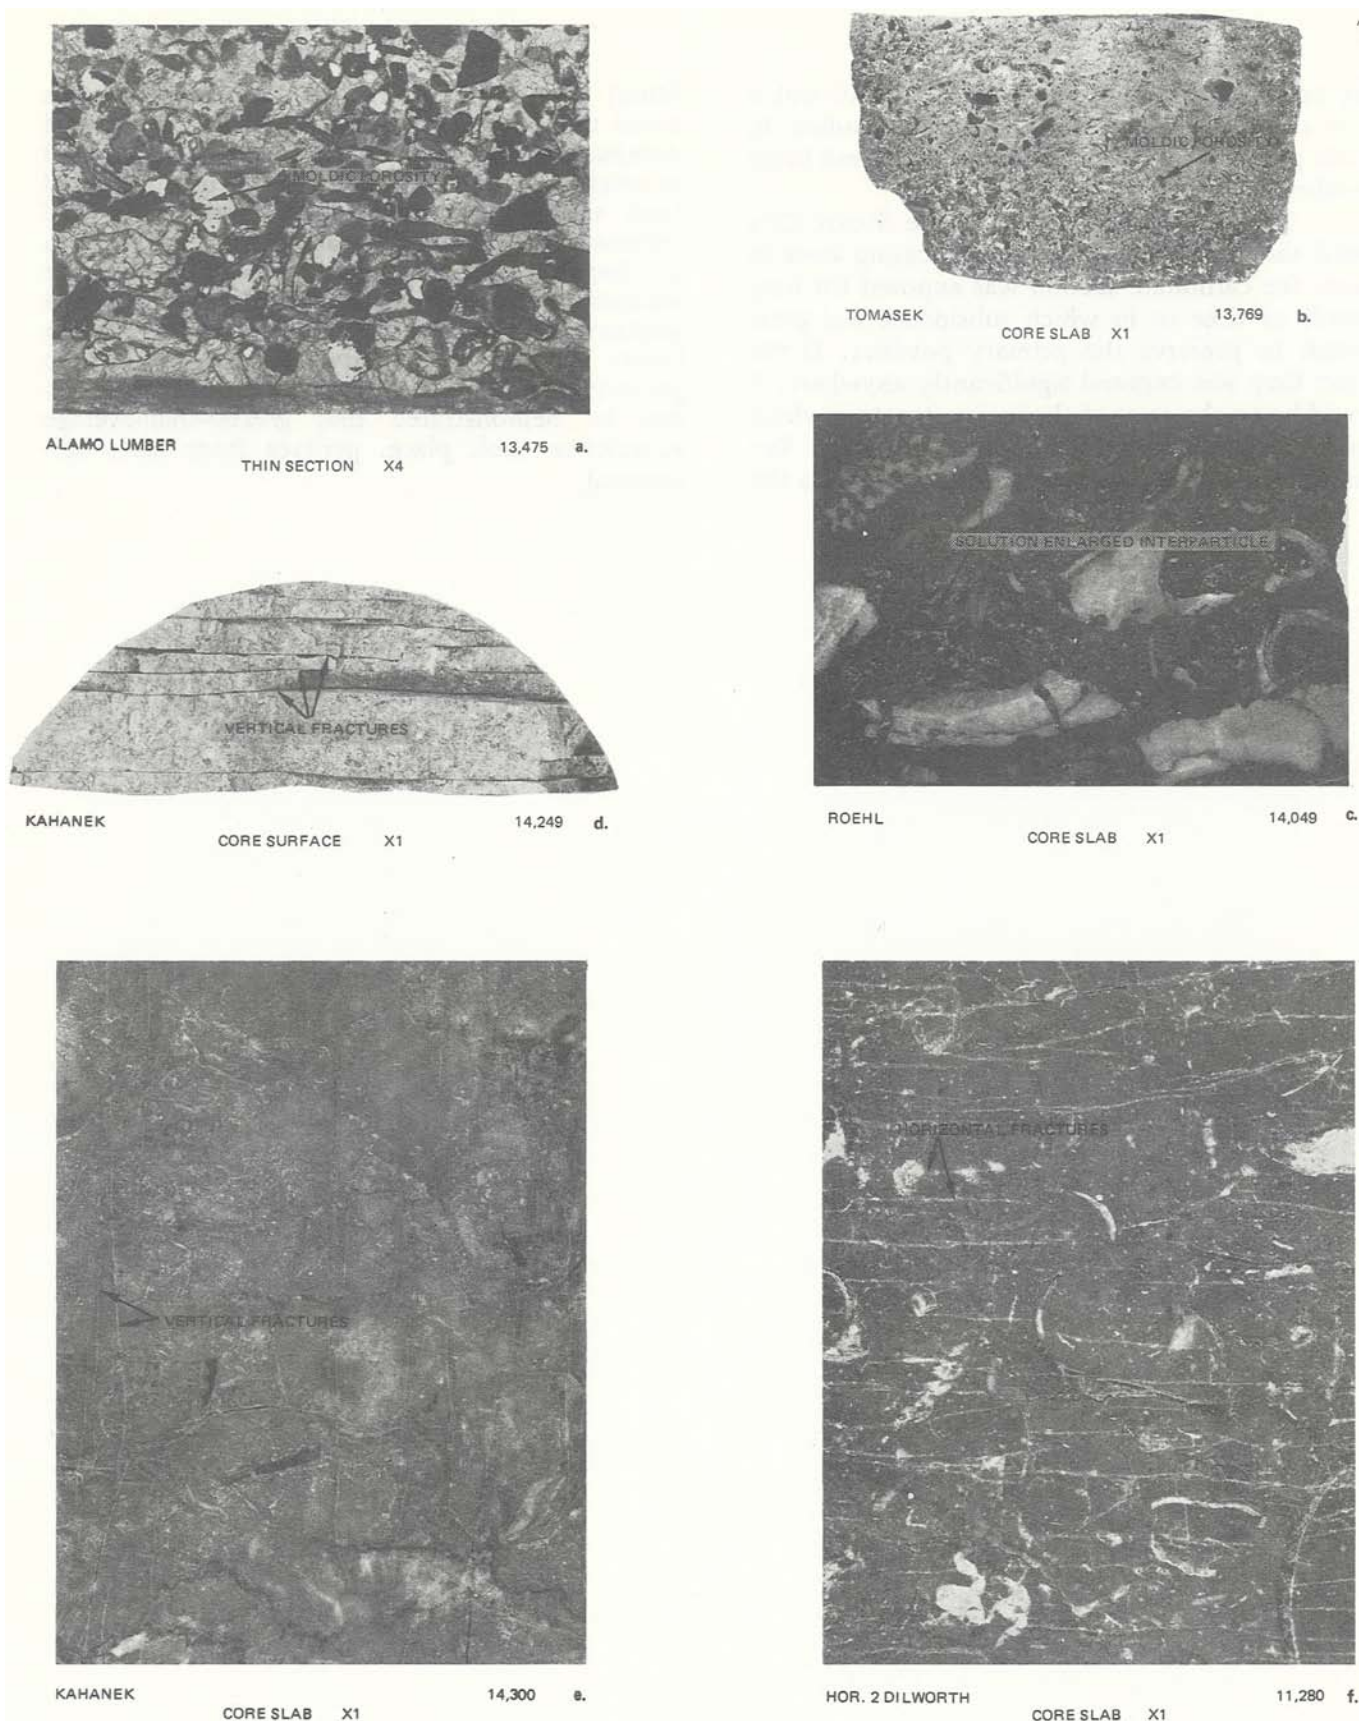 MOLDIC POROSITY
ALAMO LUMBER 13,475 a.
THIN SECTION X4
MOLDIC POROSITY
TOMASEK 13,769 b.
CORE SLAB X1
SOLUTION ENLARGED INTERPARTICLE
ROEHL 14,049 c.
CORE SLAB X1
VERTICAL FRACTURES
KAHANEK 14,249 d.
CORE SURFACE X1
VERTICAL FRACTURES
KAHANEK 14,300 e.
CORE SLAB X1
HORIZONTAL FRACTURES
HOR. 2 DILWORTH 11,280 f.
CORE SLAB X1